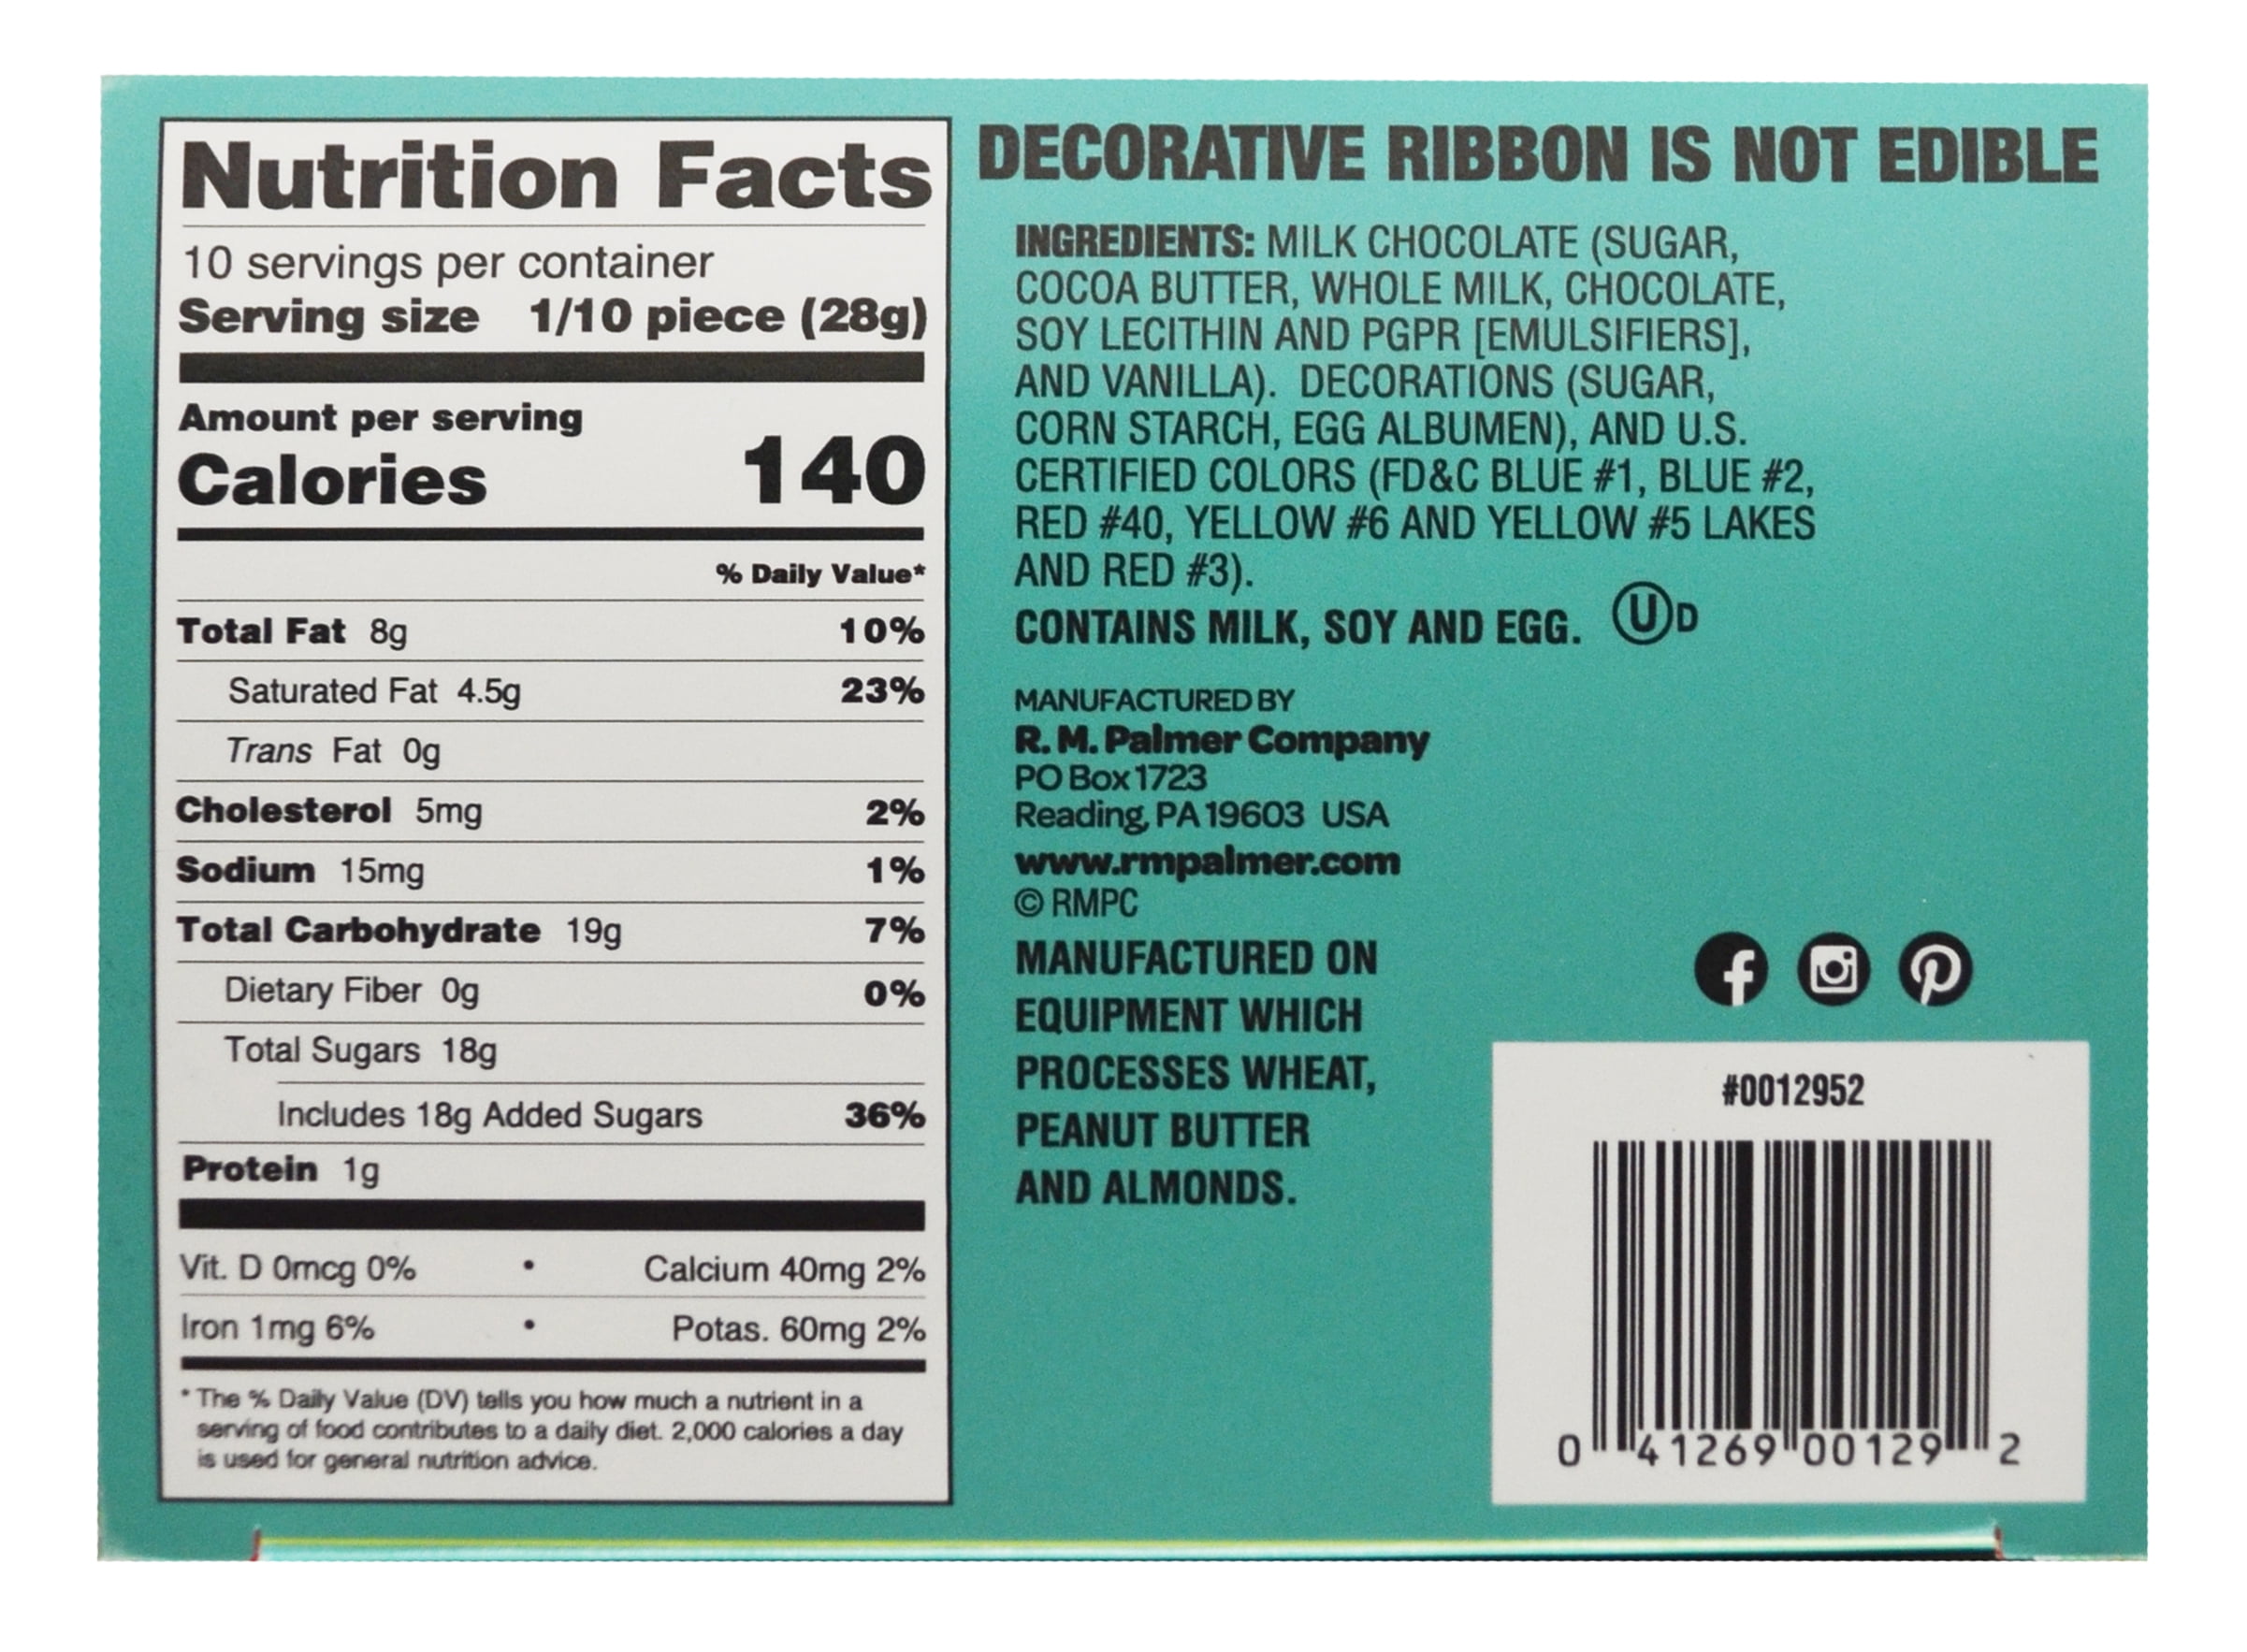 Nutrition Facts
10 servings per container
Serving size 1/10 piece (28g)
Amount per serving
Calories 140
% Daily Value*
Total Fat 8g 10%
Saturated Fat 4.5g 23%
Trans Fat 0g
Cholesterol 5mg 2%
Sodium 15mg 1%
Total Carbohydrate 19g 7%
Dietary Fiber 0g 0%
Total Sugars 18g
Includes 18g Added Sugars 36%
Protein 1g
Vit. D 0mcg 0% • Calcium 40mg 2%
Iron 1mg 6% • Potas. 60mg 2%
* The % Daily Value (DV) tells you how much a nutrient in a
serving of food contributes to a daily diet. 2,000 calories a day
is used for general nutrition advice.
DECORATIVE RIBBON IS NOT EDIBLE
INGREDIENTS: MILK CHOCOLATE (SUGAR,
COCOA BUTTER, WHOLE MILK, CHOCOLATE,
SOY LECITHIN AND PGPR [EMULSIFIERS],
AND VANILLA). DECORATIONS (SUGAR,
CORN STARCH, EGG ALBUMEN), AND U.S.
CERTIFIED COLORS (FD&C BLUE #1, BLUE #2,
RED #40, YELLOW #6 AND YELLOW #5 LAKES
AND RED #3).
CONTAINS MILK, SOY AND EGG. U D
MANUFACTURED BY
R. M. Palmer Company
PO Box 1723
Reading, PA 19603 USA
www.rmpalmer.com
© RMPC
MANUFACTURED ON
EQUIPMENT WHICH
PROCESSES WHEAT,
PEANUT BUTTER
AND ALMONDS.
#0012952
0 41269 00129 2